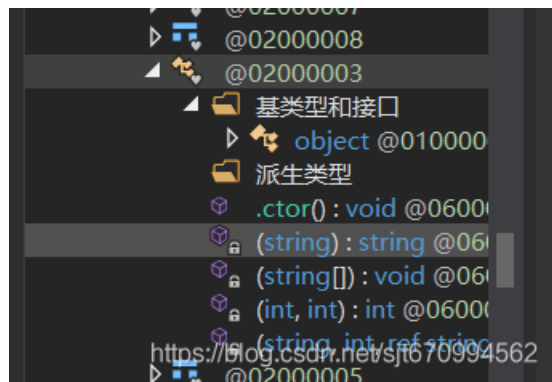 @02000007
@02000008
@02000003
基类型和接口
object @010000
派生类型
.ctor() : void @0600
(string) : string @06
(string[]) : void @06
(int, int) : int @0600
(string, int, ref string
https://blog.csdn.net/sjt670994562
@02000005